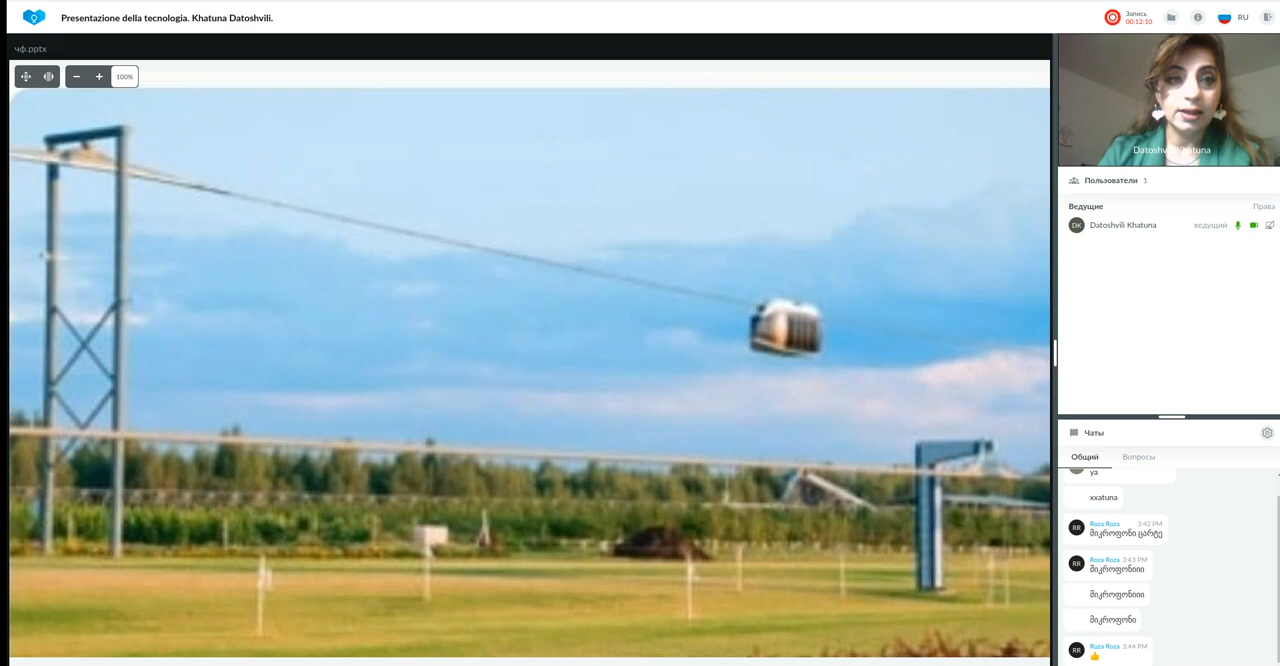 Presentazione della tecnologia. Khatuna Datoshvili.
Запись
00:12:10
RU
чф.pptx
100%
Datoshvili Khatuna
Пользователи 1
Ведущие Права
DK Datoshvili Khatuna ведущий
Чаты
Общий Вопросы
ya
xxatuna
RR Roza Roza 3:42 PM
მიკროფონი ცარტე
RR Roza Roza 3:43 PM
მიკროფონიიი
მიკროფონიიი
მიკროფონი
RR Roza Roza 3:44 PM
👍